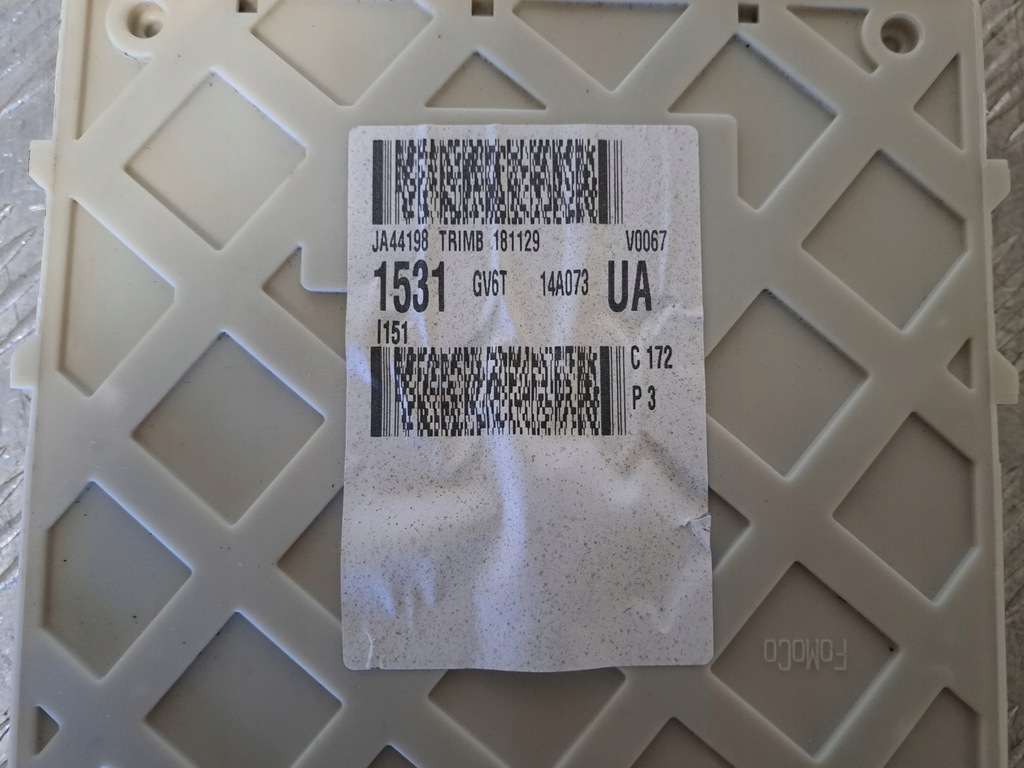 JA44198 TRIMB 181129 V0067
1531 GV6T 14A073 UA
I151
C 172
P 3
FoMoCo